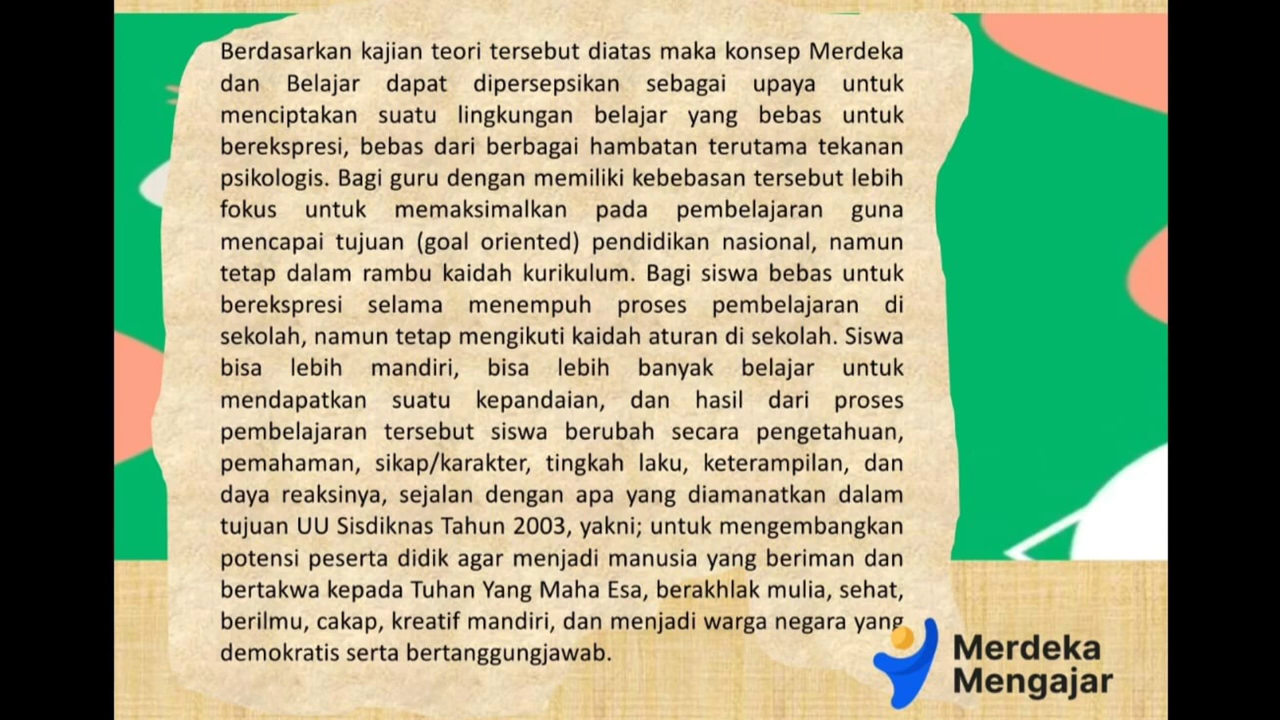 Berdasarkan kajian teori tersebut diatas maka konsep Merdeka
dan Belajar dapat dipersepsikan sebagai upaya untuk
menciptakan suatu lingkungan belajar yang bebas untuk
berekspresi, bebas dari berbagai hambatan terutama tekanan
psikologis. Bagi guru dengan memiliki kebebasan tersebut lebih
fokus untuk memaksimalkan pada pembelajaran guna
mencapai tujuan (goal oriented) pendidikan nasional, namun
tetap dalam rambu kaidah kurikulum. Bagi siswa bebas untuk
berekspresi selama menempuh proses pembelajaran di
sekolah, namun tetap mengikuti kaidah aturan di sekolah. Siswa
bisa lebih mandiri, bisa lebih banyak belajar untuk
mendapatkan suatu kepandaian, dan hasil dari proses
pembelajaran tersebut siswa berubah secara pengetahuan,
pemahaman, sikap/karakter, tingkah laku, keterampilan, dan
daya reaksinya, sejalan dengan apa yang diamanatkan dalam
tujuan UU Sisdiknas Tahun 2003, yakni; untuk mengembangkan
potensi peserta didik agar menjadi manusia yang beriman dan
bertakwa kepada Tuhan Yang Maha Esa, berakhlak mulia, sehat,
berilmu, cakap, kreatif mandiri, dan menjadi warga negara yang
demokratis serta bertanggungjawab.
Merdeka
Mengajar